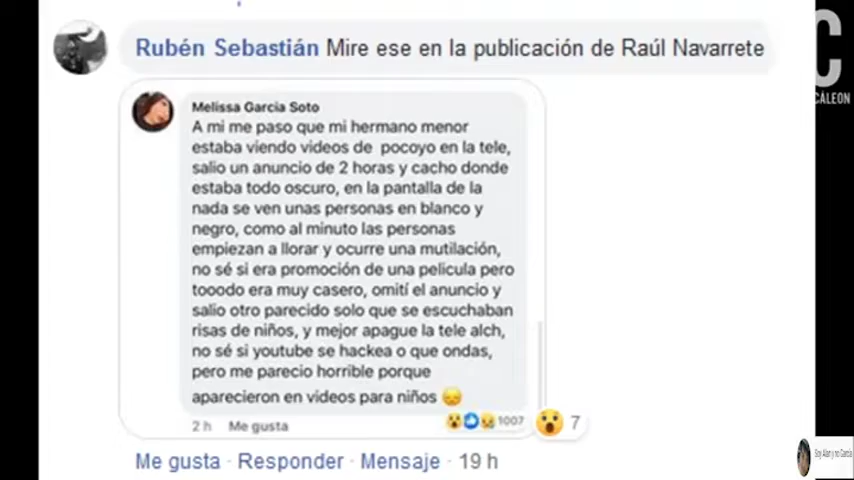 Rubén Sebastián Mire ese en la publicación de Raúl Navarrete
Melissa Garcia Soto
A mi me paso que mi hermano menor
estaba viendo videos de pocoyo en la tele,
salio un anuncio de 2 horas y cacho donde
estaba todo oscuro, en la pantalla de la
nada se ven unas personas en blanco y
negro, como al minuto las personas
empiezan a llorar y ocurre una mutilación,
no sé si era promoción de una pelicula pero
tooodo era muy casero, omití el anuncio y
salio otro parecido solo que se escuchaban
risas de niños, y mejor apague la tele alch,
no sé si youtube se hackea o que ondas,
pero me parecio horrible porque
aparecieron en videos para niños 😞
2 h Me gusta
1007
7
Me gusta · Responder · Mensaje · 19 h
C
CÁLEON
Soy Alan y no Garcia